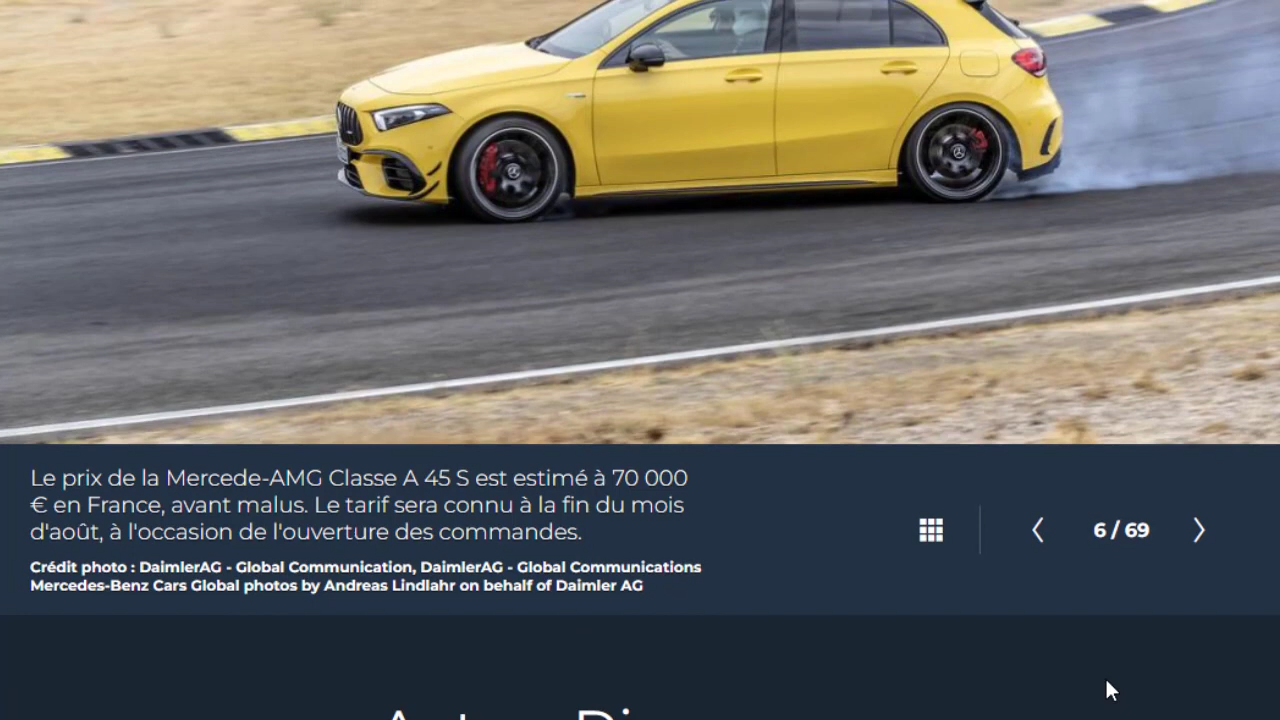 Le prix de la Mercede-AMG Classe A 45 S est estimé à 70 000
€ en France, avant malus. Le tarif sera connu à la fin du mois
d'août, à l'occasion de l'ouverture des commandes.
6 / 69
Crédit photo : DaimlerAG - Global Communication, DaimlerAG - Global Communications
Mercedes-Benz Cars Global photos by Andreas Lindlahr on behalf of Daimler AG